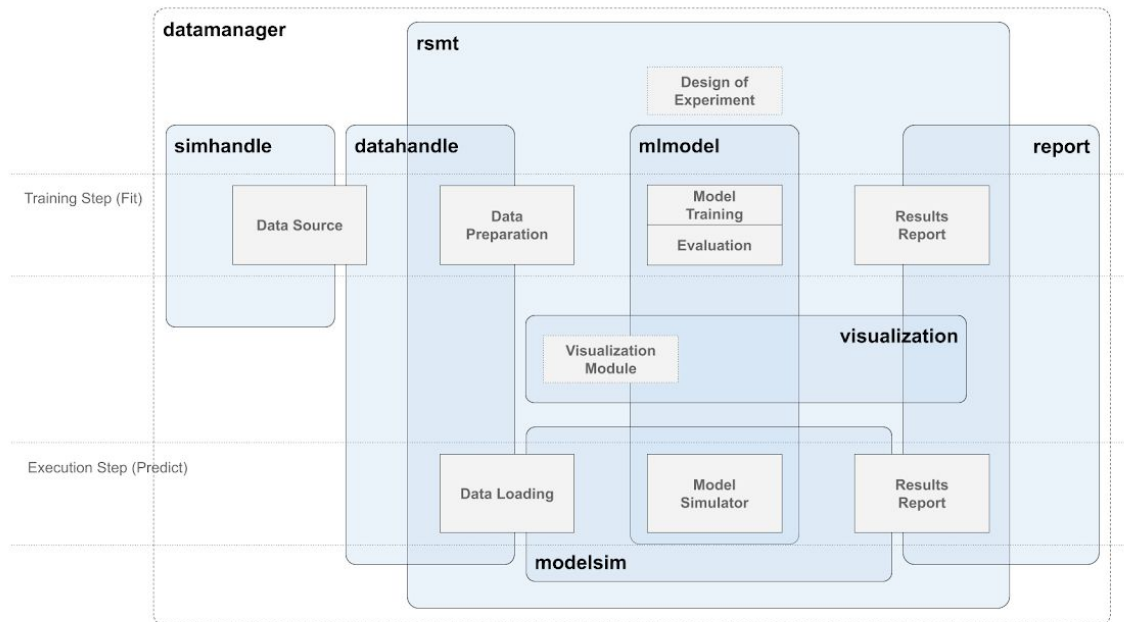 datamanager
rsmt
Design of
Experiment
simhandle
datahandle
mlmodel
report
Training Step (Fit)
Data Source
Data
Preparation
Model
Training
Evaluation
Results
Report
visualization
Visualization
Module
Execution Step (Predict)
Data Loading
Model
Simulator
Results
Report
modelsim